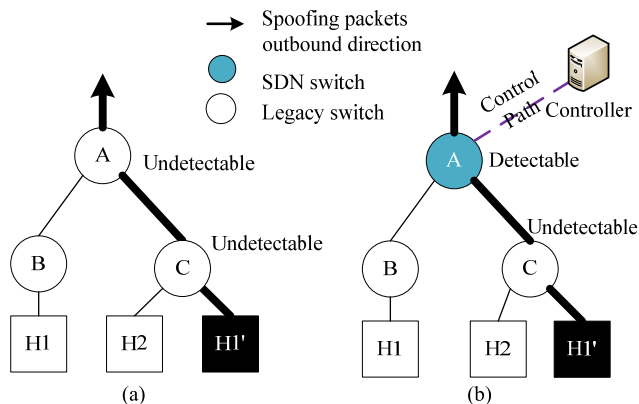 Spoofing packets
outbound direction
SDN switch
Legacy switch
Control
Path
Controller
A
Undetectable
Undetectable
B
C
H1
H2
H1'
(a)
A
Detectable
Undetectable
B
C
H1
H2
H1'
(b)